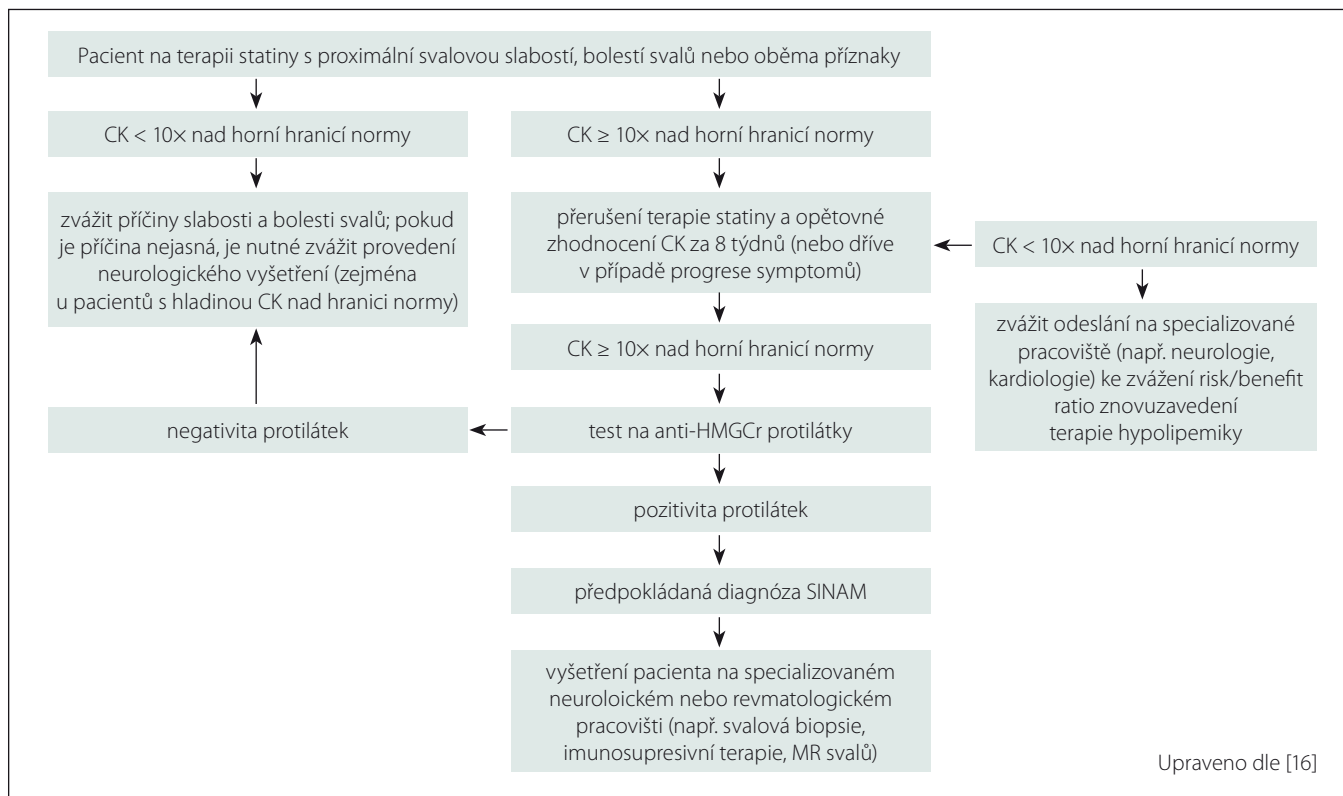 Pacient na terapii statiny s proximální svalovou slabostí, bolestí svalů nebo oběma příznaky
CK < 10× nad horní hranicí normy
CK ≥ 10× nad horní hranicí normy
zvážit příčiny slabosti a bolesti svalů; pokud
je příčina nejasná, je nutné zvážit provedení
neurologického vyšetření (zejména
u pacientů s hladinou CK nad hranici normy)
přerušení terapie statiny a opětovné
zhodnocení CK za 8 týdnů (nebo dříve
v případě progrese symptomů)
CK < 10× nad horní hranicí normy
zvážit odeslání na specializované
pracoviště (např. neurologie,
kardiologie) ke zvážení risk/benefit
ratio znovuzavedení
terapie hypolipemiky
CK ≥ 10× nad horní hranicí normy
negativita protilátek
test na anti-HMGCr protilátky
pozitivita protilátek
předpokládaná diagnóza SINAM
vyšetření pacienta na specializovaném
neuroloickém nebo revmatologickém
pracovišti (např. svalová biopsie,
imunosupresivní terapie, MR svalů)
Upraveno dle [16]